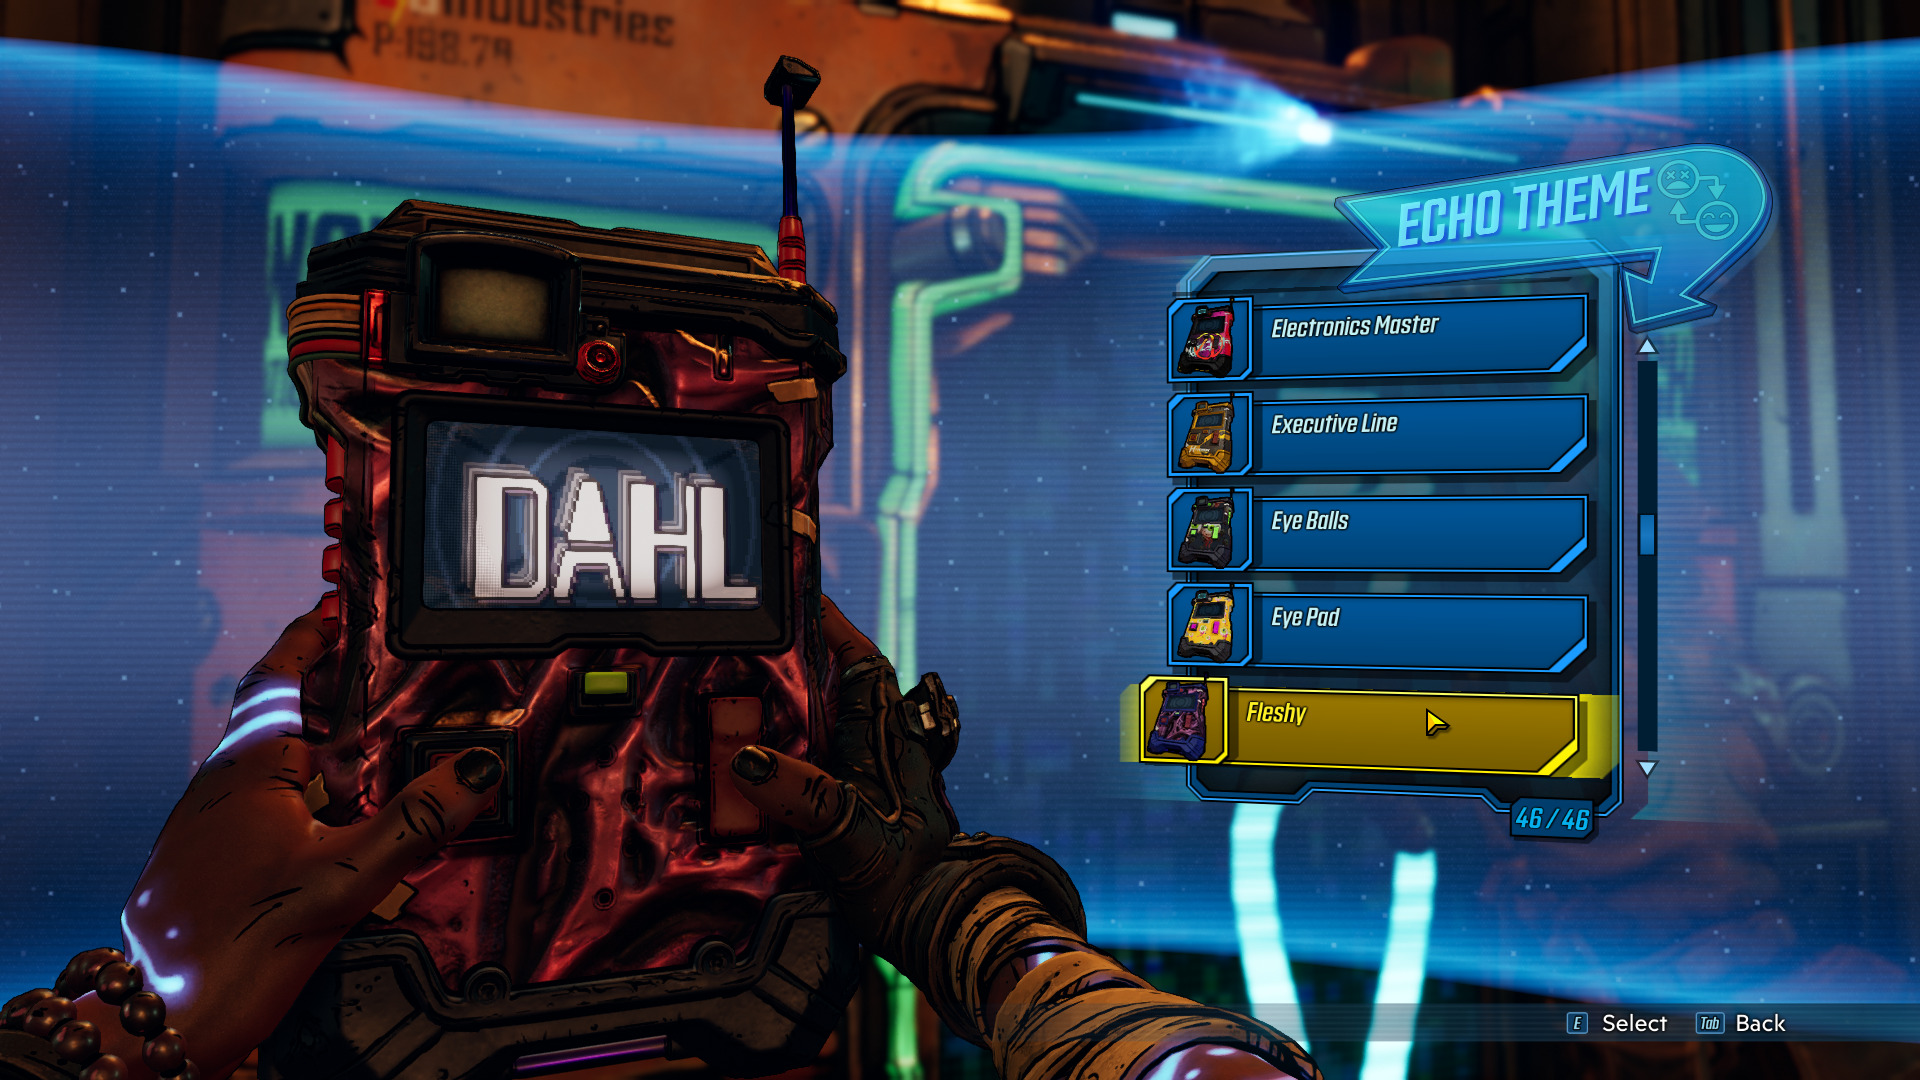 Industries
P-198.79
ECHO THEME
Electronics Master
Executive Line
Eye Balls
Eye Pad
Fleshy
46/46
DAHL
E Select Tab Back